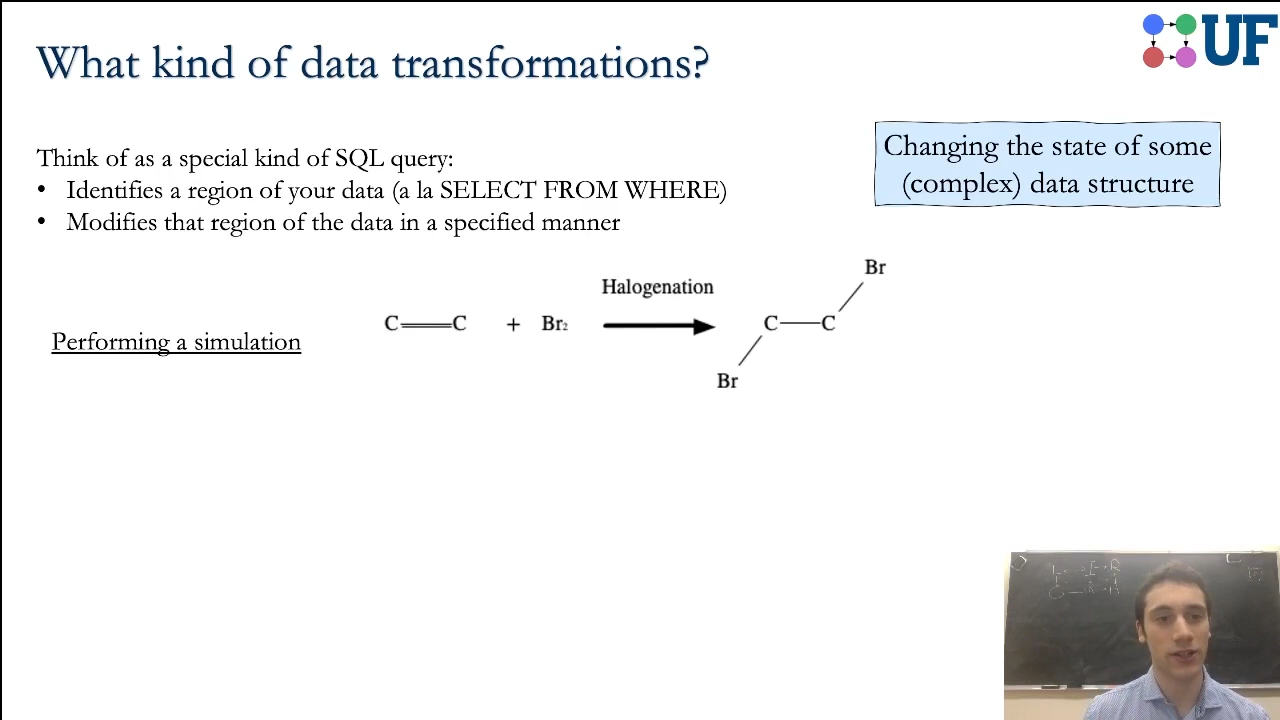 What kind of data transformations?
UF
Changing the state of some
(complex) data structure
Think of as a special kind of SQL query:
• Identifies a region of your data (a la SELECT FROM WHERE)
• Modifies that region of the data in a specified manner
Performing a simulation
Halogenation
C C + Br₂ C C
Br
Br